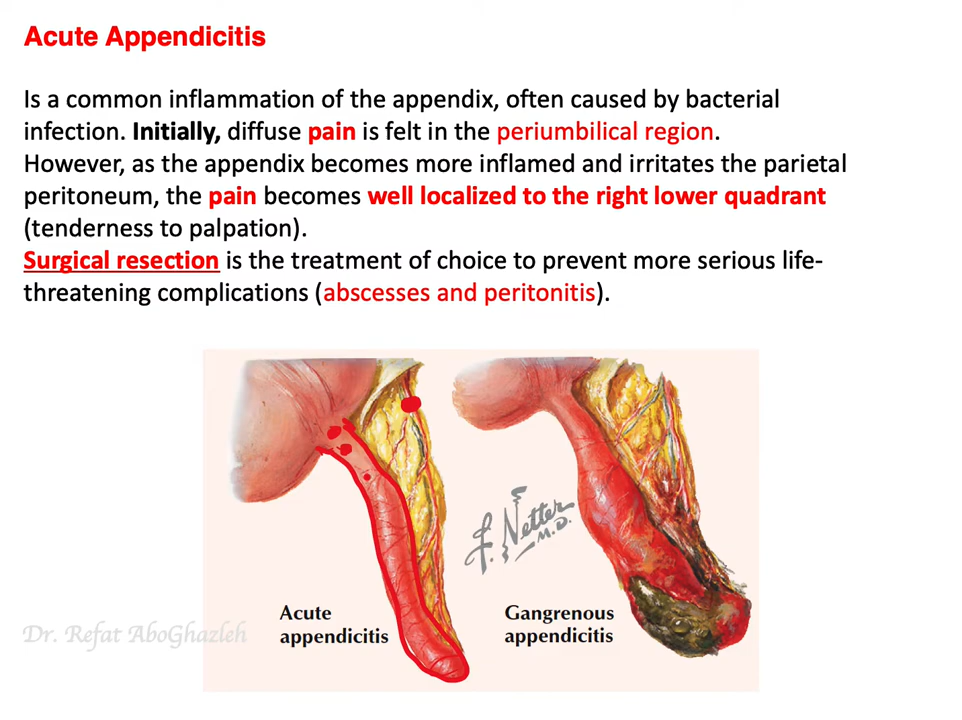 Acute Appendicitis
Is a common inflammation of the appendix, often caused by bacterial
infection. Initially, diffuse pain is felt in the periumbilical region.
However, as the appendix becomes more inflamed and irritates the parietal
peritoneum, the pain becomes well localized to the right lower quadrant
(tenderness to palpation).
Surgical resection is the treatment of choice to prevent more serious life-
threatening complications (abscesses and peritonitis).
F. Netter
M.D.
Acute
appendicitis
Gangrenous
appendicitis
Dr. Refat AboGhazleh